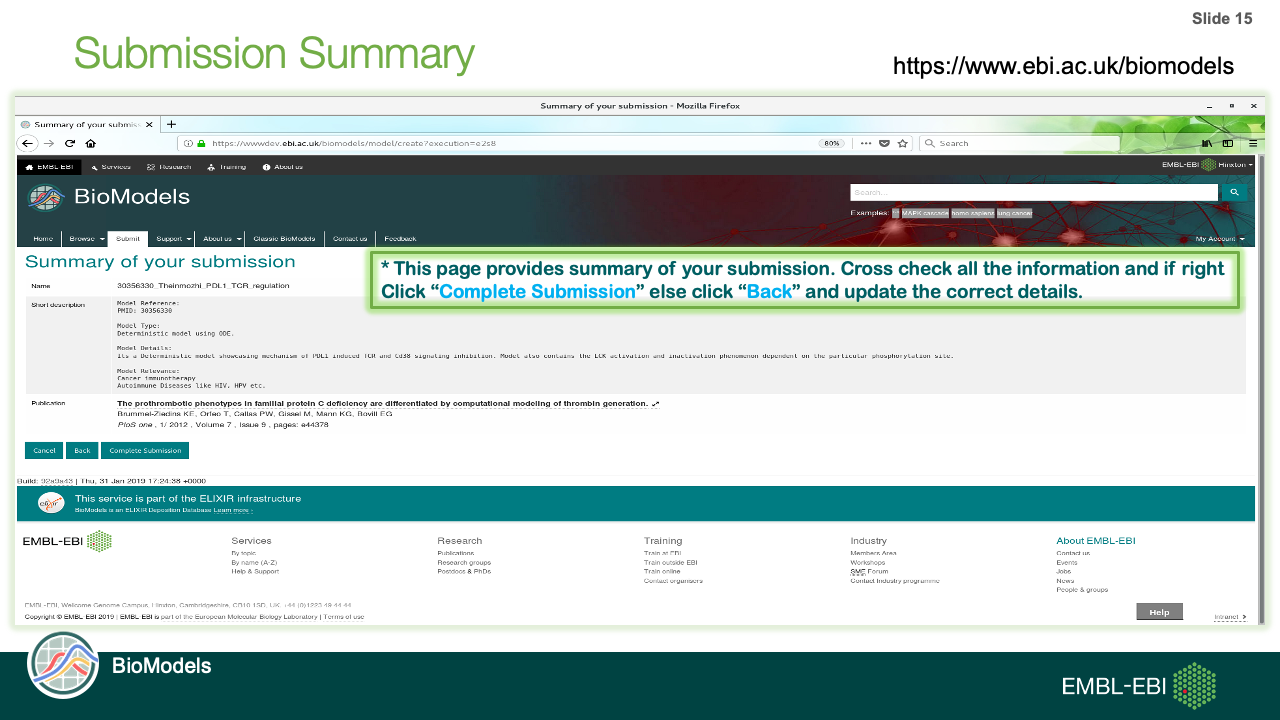 Slide 15
Submission Summary
https://www.ebi.ac.uk/biomodels
Summary of your submission - Mozilla Firefox
Summary of your submiss
https://wwwdev.ebi.ac.uk/biomodels/model/create?execution=e2s8
80%
Search
EMBL-EBI Services Research Training About us
EMBL-EBI Hinxton
BioModels
Search...
Examples: MAPK cascade homo sapiens lung cancer
Home Browse Submit Support About us Classic BioModels Contact us Feedback
My Account
Summary of your submission
* This page provides summary of your submission. Cross check all the information and if right
Click “Complete Submission” else click “Back” and update the correct details.
Name 30356330_Theinmozhi_PDL1_TCR_regulation
Short description
Model Reference:
PMID: 30356330
Model Type:
Deterministic model using ODE.
Model Details:
Its a Deterministic model showcasing mechanism of PDL1 induced TCR and Cd38 signaling inhibition. Model also contains the LCK activation and inactivation phenomenon dependent on the particular phosphorylation site.
Model Relevance:
Cancer immunotherapy
Autoimmune Diseases like HIV, HPV etc.
Publication
The prothrombotic phenotypes in familial protein C deficiency are differentiated by computational modeling of thrombin generation.
Brummel-Ziedins KE, Orfeo T, Callas PW, Gissel M, Mann KG, Bovill EG
PloS one , 1/ 2012 , Volume 7 , Issue 9 , pages: e44378
Cancel Back Complete Submission
Build: 92a9a43 | Thu, 31 Jan 2019 17:24:38 +0000
elixir
This service is part of the ELIXIR infrastructure
BioModels is an ELIXIR Deposition Database Learn more ›
EMBL-EBI
Services
By topic
By name (A-Z)
Help & Support
Research
Publications
Research groups
Postdocs & PhDs
Training
Train at EBI
Train outside EBI
Train online
Contact organisers
Industry
Members Area
Workshops
SME Forum
Contact Industry programme
About EMBL-EBI
Contact us
Events
Jobs
News
People & groups
EMBL-EBI, Wellcome Genome Campus, Hinxton, Cambridgeshire, CB10 1SD, UK. +44 (0)1223 49 44 44
Copyright © EMBL-EBI 2019 | EMBL-EBI is part of the European Molecular Biology Laboratory | Terms of use
Help
Intranet
BioModels
EMBL-EBI